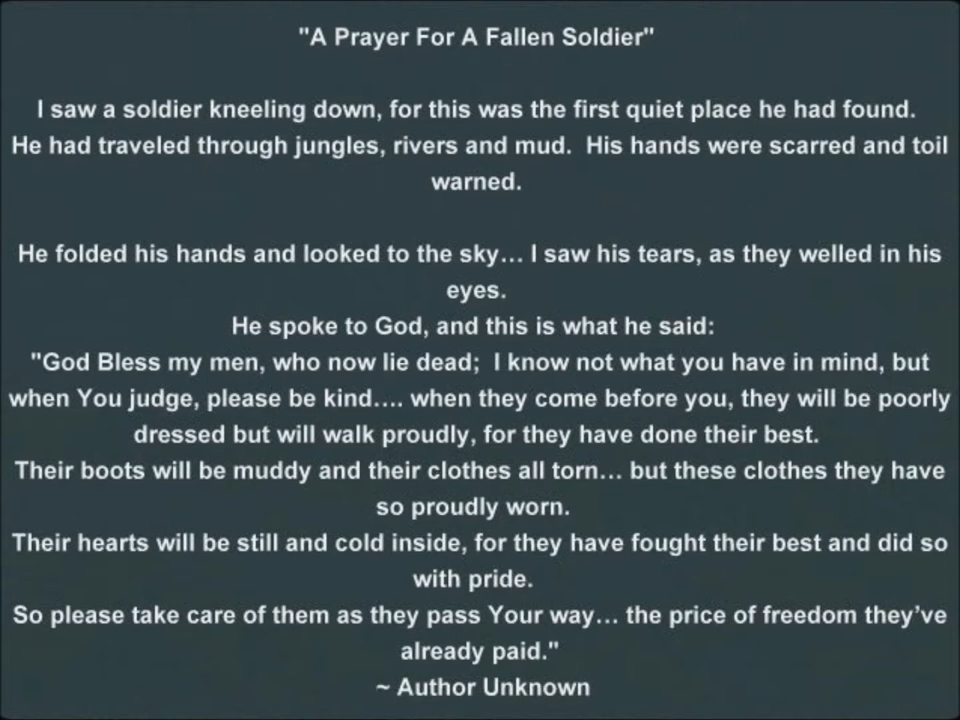 "A Prayer For A Fallen Soldier"
I saw a soldier kneeling down, for this was the first quiet place he had found.
He had traveled through jungles, rivers and mud.  His hands were scarred and toil
warned.
He folded his hands and looked to the sky… I saw his tears, as they welled in his
eyes.
He spoke to God, and this is what he said:
"God Bless my men, who now lie dead;  I know not what you have in mind, but
when You judge, please be kind…. when they come before you, they will be poorly
dressed but will walk proudly, for they have done their best.
Their boots will be muddy and their clothes all torn… but these clothes they have
so proudly worn.
Their hearts will be still and cold inside, for they have fought their best and did so
with pride.
So please take care of them as they pass Your way… the price of freedom they’ve
already paid."
~ Author Unknown